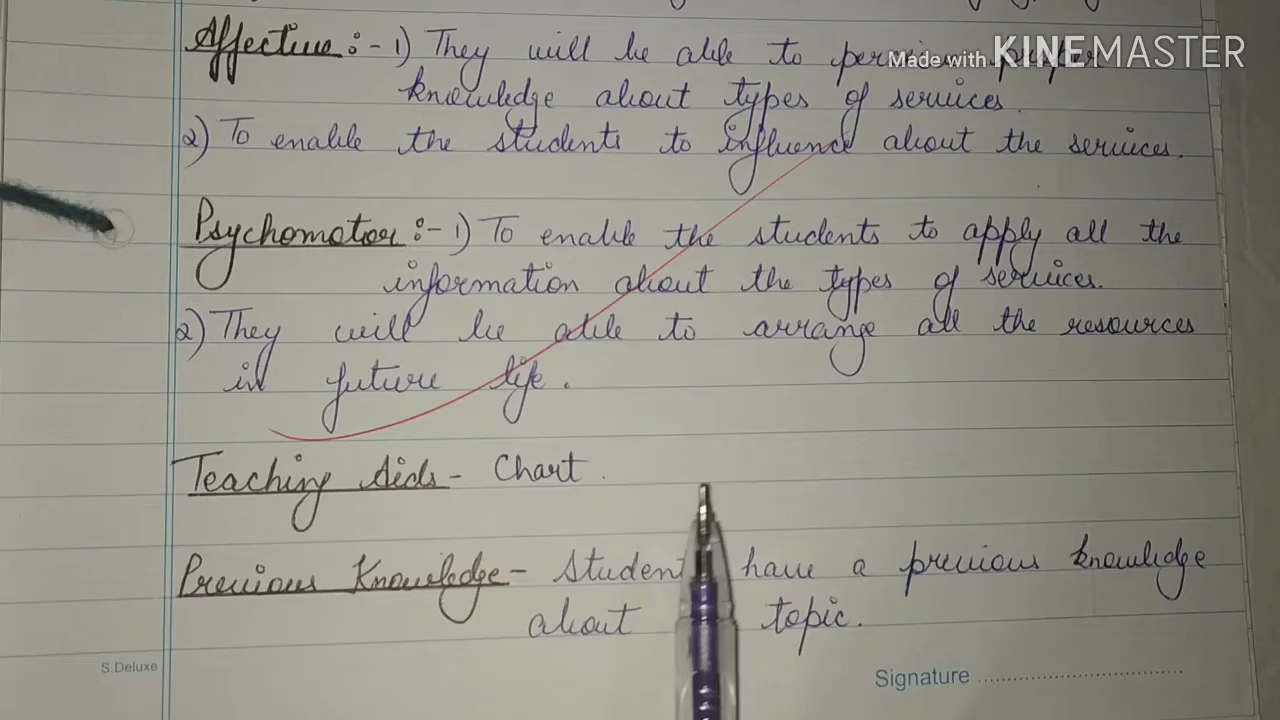 Made with KINEMASTER
Affective:- 1) They will be able to
knowledge about types of services.
2) To enable the students to influence about the services.
Psychomotor:- 1) To enable the students to apply all the
information about the types of services.
2) They will be able to arrange all the resources
in future life.
Teaching Aids- Chart.
Previous Knowledge- Student have a previous knowledge
about topic.
S.Deluxe
Signature